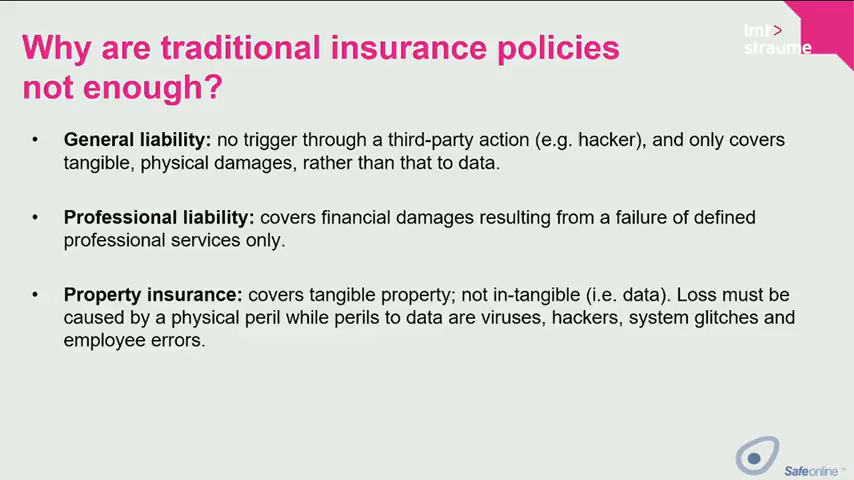 Why are traditional insurance policies
not enough?
lmt>
straume
• General liability: no trigger through a third-party action (e.g. hacker), and only covers
tangible, physical damages, rather than that to data.
• Professional liability: covers financial damages resulting from a failure of defined
professional services only.
• Property insurance: covers tangible property; not in-tangible (i.e. data). Loss must be
caused by a physical peril while perils to data are viruses, hackers, system glitches and
employee errors.
Safeonline™